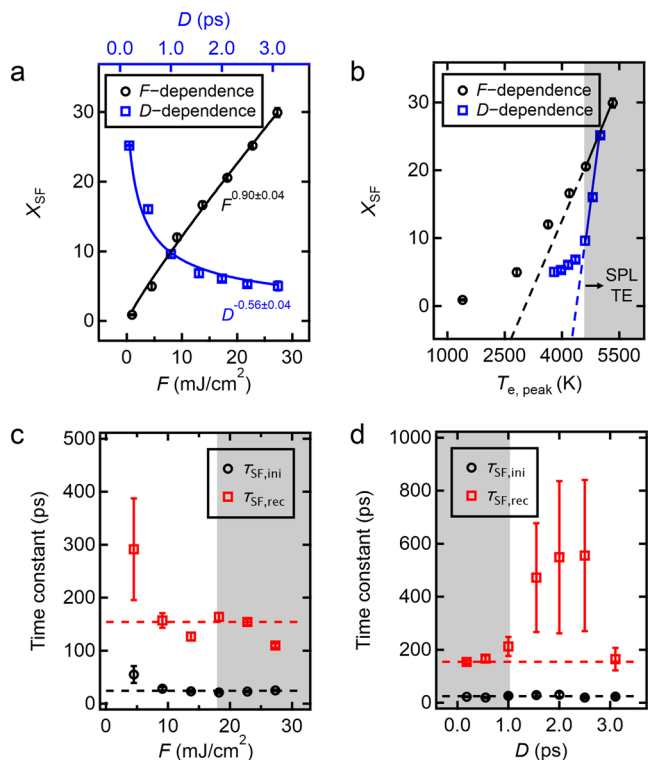 D (ps)
0.0 1.0 2.0 3.0
a
F−dependence
D−dependence
30
20
10
0
X_SF
F^0.90±0.04
D^-0.56±0.04
0 10 20 30
F (mJ/cm²)
b
F−dependence
D−dependence
30
20
10
0
X_SF
SPL
TE
1000 2500 4000 5500
T_e, peak (K)
c
τ_SF,ini
τ_SF,rec
500
400
300
200
100
0
Time constant (ps)
0 10 20 30
F (mJ/cm²)
d
τ_SF,ini
τ_SF,rec
1000
800
600
400
200
0
Time constant (ps)
0.0 1.0 2.0 3.0
D (ps)